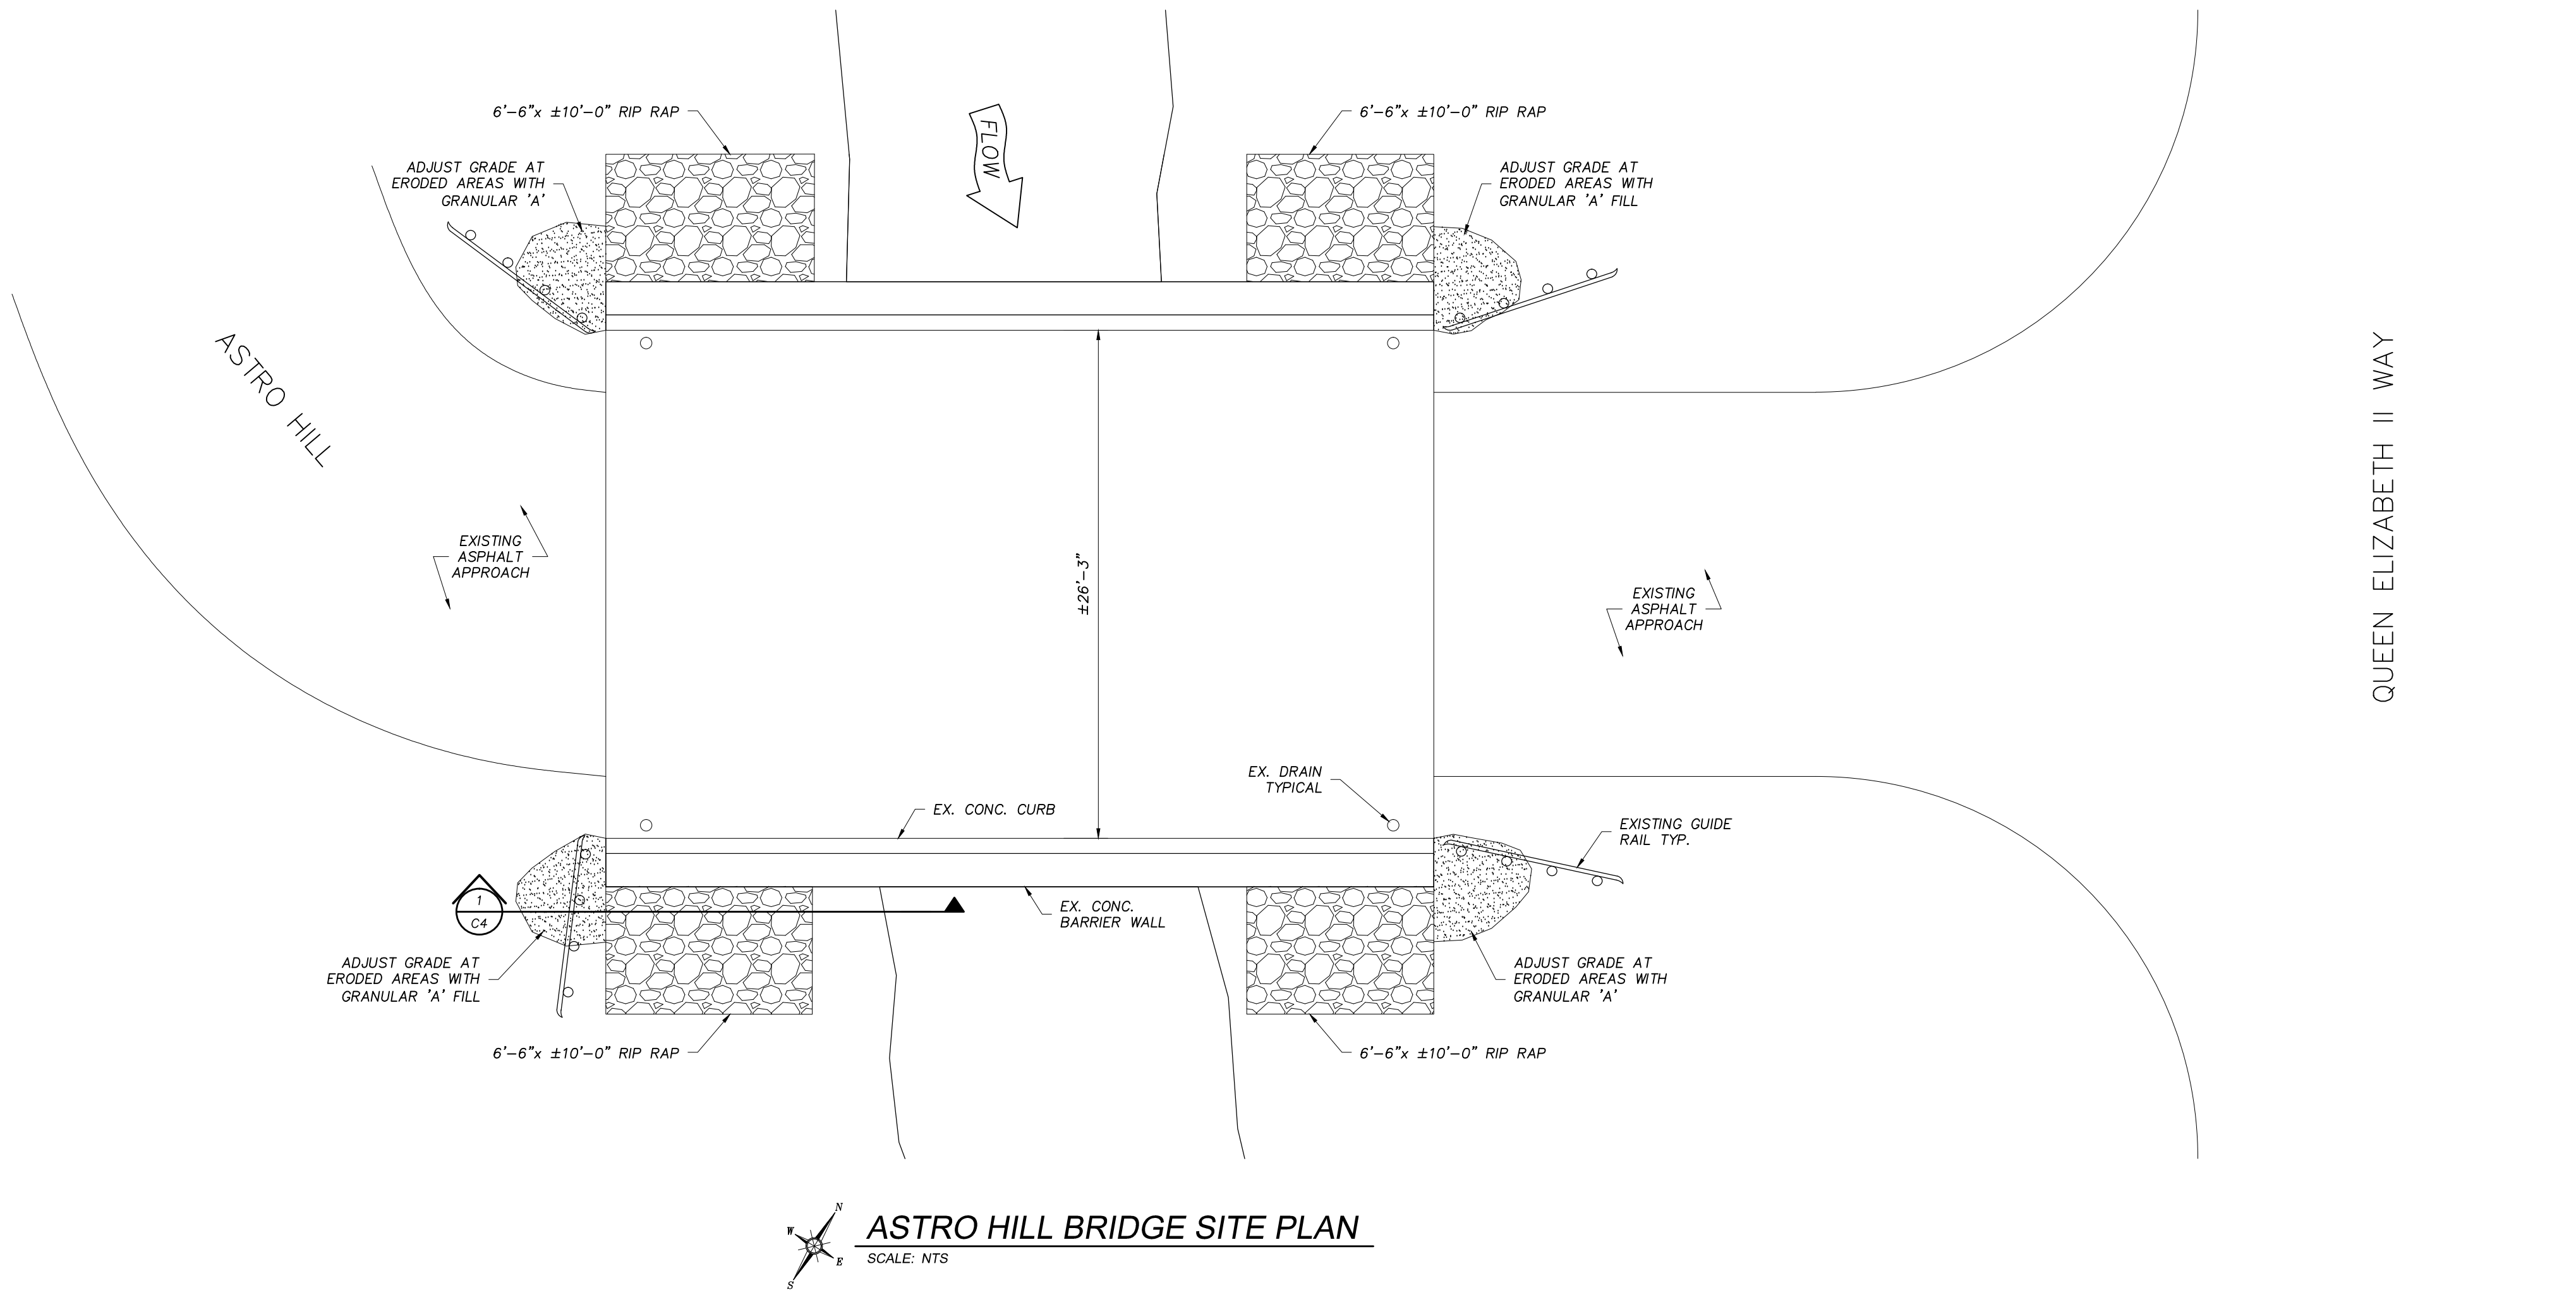 6'-6"x ±10'-0" RIP RAP
6'-6"x ±10'-0" RIP RAP
FLOW
ADJUST GRADE AT
ERODED AREAS WITH
GRANULAR 'A'
ADJUST GRADE AT
ERODED AREAS WITH
GRANULAR 'A' FILL
ASTRO HILL
QUEEN ELIZABETH II WAY
EXISTING
ASPHALT
APPROACH
±26'-3"
EXISTING
ASPHALT
APPROACH
EX. DRAIN
TYPICAL
EX. CONC. CURB
EXISTING GUIDE
RAIL TYP.
1
C4
EX. CONC.
BARRIER WALL
ADJUST GRADE AT
ERODED AREAS WITH
GRANULAR 'A' FILL
ADJUST GRADE AT
ERODED AREAS WITH
GRANULAR 'A'
6'-6"x ±10'-0" RIP RAP
6'-6"x ±10'-0" RIP RAP
N
W
E
S
ASTRO HILL BRIDGE SITE PLAN
SCALE: NTS